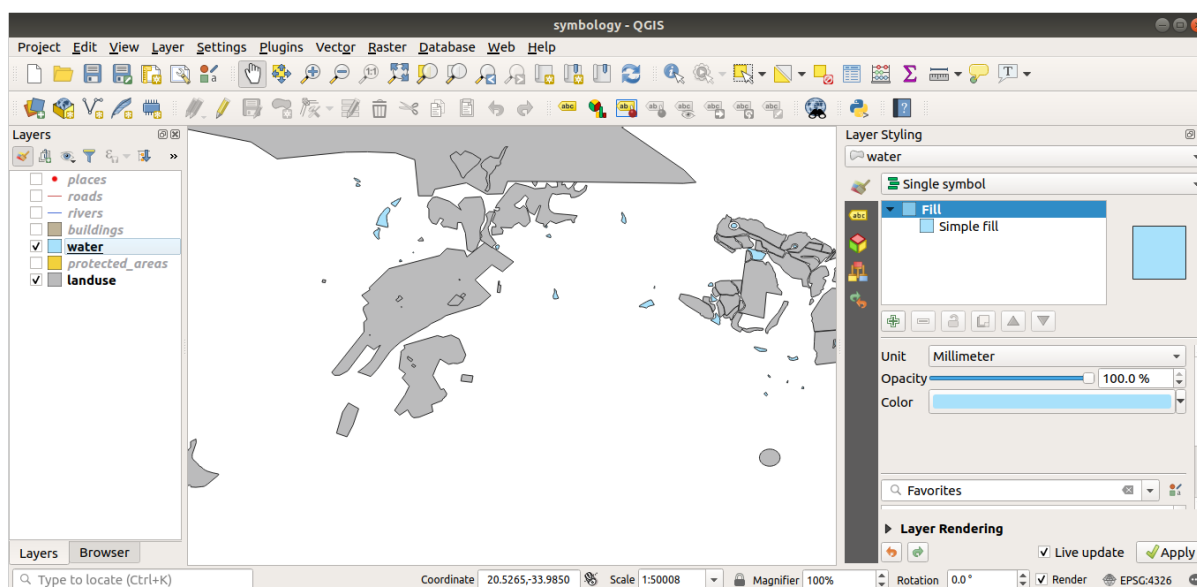 symbology - QGIS
Project Edit View Layer Settings Plugins Vector Raster Database Web Help
Layers
places
roads
rivers
buildings
water
protected_areas
landuse
Layers Browser
Layer Styling
water
Single symbol
Fill
Simple fill
Unit Millimeter
Opacity 100.0 %
Color
Favorites
Layer Rendering
Live update Apply
Type to locate (Ctrl+K) Coordinate 20.5265,-33.9850 Scale 1:50008 Magnifier 100% Rotation 0.0° Render EPSG:4326